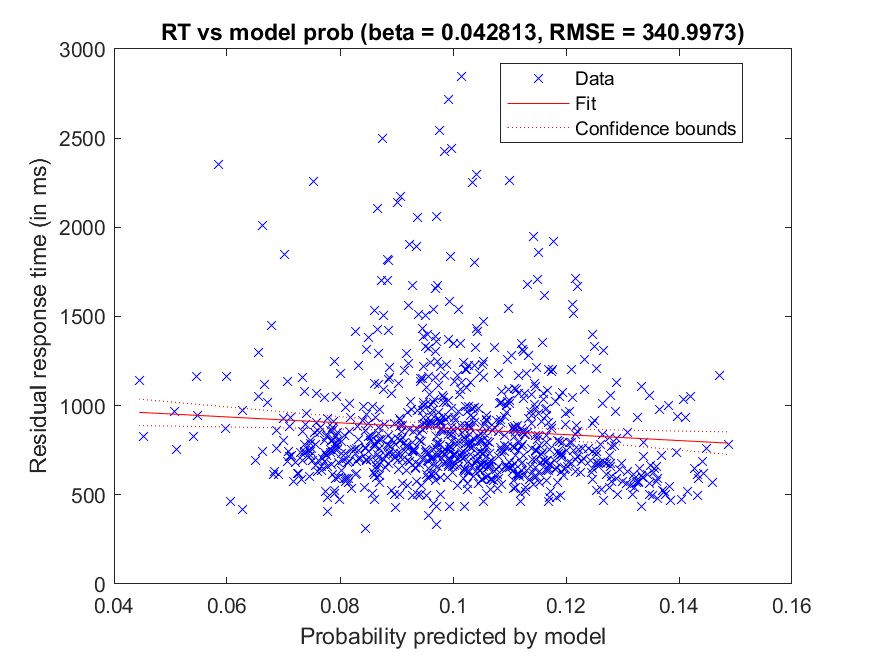 RT vs model prob (beta = 0.042813, RMSE = 340.9973)
3000
2500
2000
1500
1000
500
0
Residual response time (in ms)
Data
Fit
Confidence bounds
0.04 0.06 0.08 0.1 0.12 0.14 0.16
Probability predicted by model